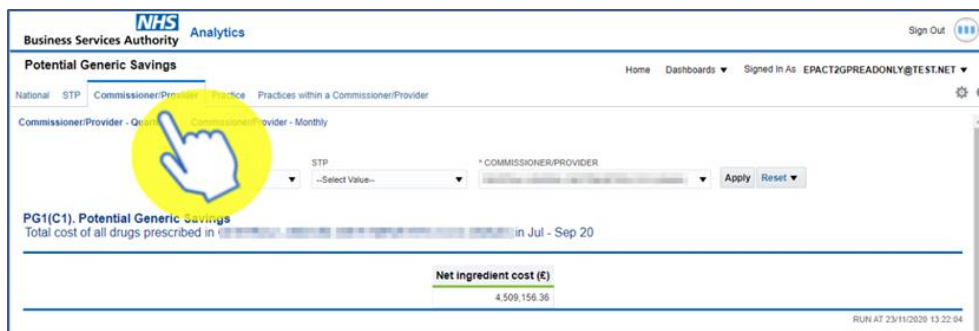 NHS
Business Services Authority Analytics Sign Out
Potential Generic Savings Home Dashboards Signed In As EPACT2GPREADONLY@TEST.NET
National STP Commissioner/Provider Practice Practices within a Commissioner/Provider
Commissioner/Provider - Commissioner/Provider - Monthly
STP * COMMISSIONER/PROVIDER
--Select Value-- Apply Reset
PG1(C1). Potential Generic Savings
Total cost of all drugs prescribed in in Jul - Sep 20
Net ingredient cost (£)
4,509,156.36
RUN AT 23/11/2020 13:22:04